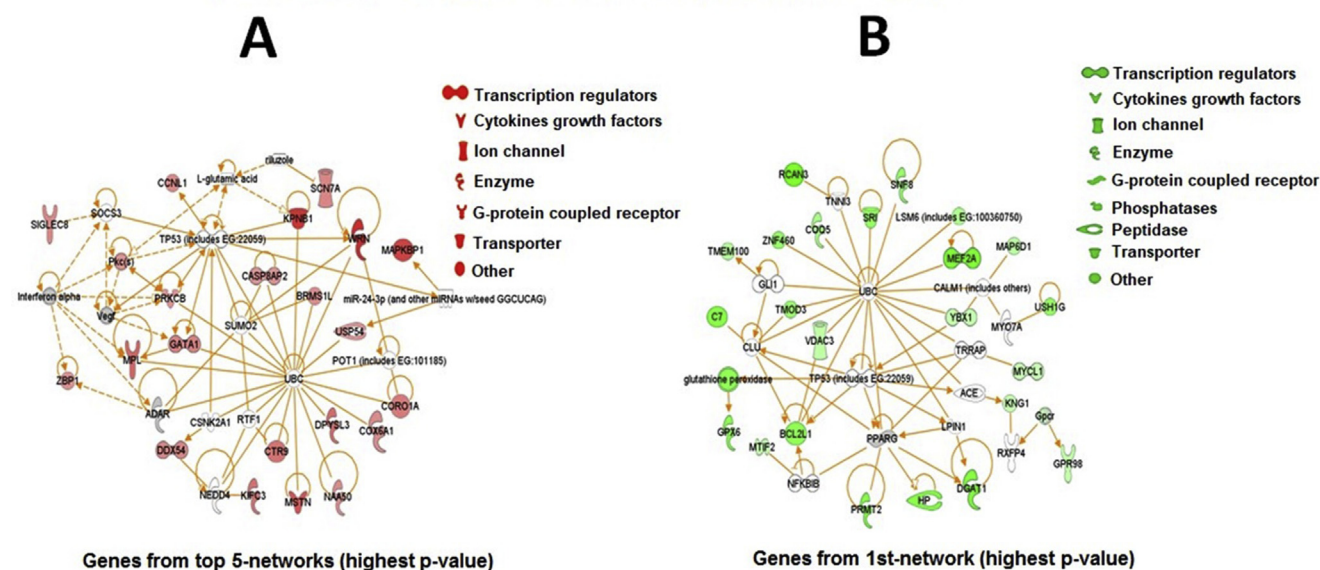 A
B
Transcription regulators
Cytokines growth factors
Ion channel
Enzyme
G-protein coupled receptor
Transporter
Other
riluzole
L-glutamic acid
CCNL1
SCN7A
SIGLEC8
SOCS3
KPNB1
TP53 (includes EG:22059)
WRN
MAPKBP1
Pkc(s)
CASP8AP2
Interferon alpha
PRKCB
BRMS1L
miR-24-3p (and other miRNAs w/seed GGCUCAG)
Vegf
SUMO2
USP54
GATA1
MPL
POT1 (includes EG:101185)
ZBP1
UBC
ADAR
CORO1A
CSNK2A1
RTF1
DPYSL3
COX6A1
DDX54
CTR9
NEDD4
KIFC3
MSTN
NAA50
Genes from top 5-networks (highest p-value)
Transcription regulators
Cytokines growth factors
Ion channel
Enzyme
G-protein coupled receptor
Phosphatases
Peptidase
Transporter
Other
RCAN3
SNF8
TNNI3
SRI
LSM6 (includes EG:100360750)
COQ5
ZNF460
TMEM100
MAP6D1
MEF2A
GLI1
UBC
CALM1 (includes others)
TMOD3
USH1G
C7
YBX1
MYO7A
VDAC3
CLU
TRRAP
MYCL1
glutathione peroxidase
TP53 (includes EG:22059)
ACE
KNG1
Gpcr
GPX6
BCL2L1
LPIN1
MTIF2
PPARG
RXFP4
GPR98
NFKBIB
DGAT1
HP
PRMT2
Genes from 1st-network (highest p-value)